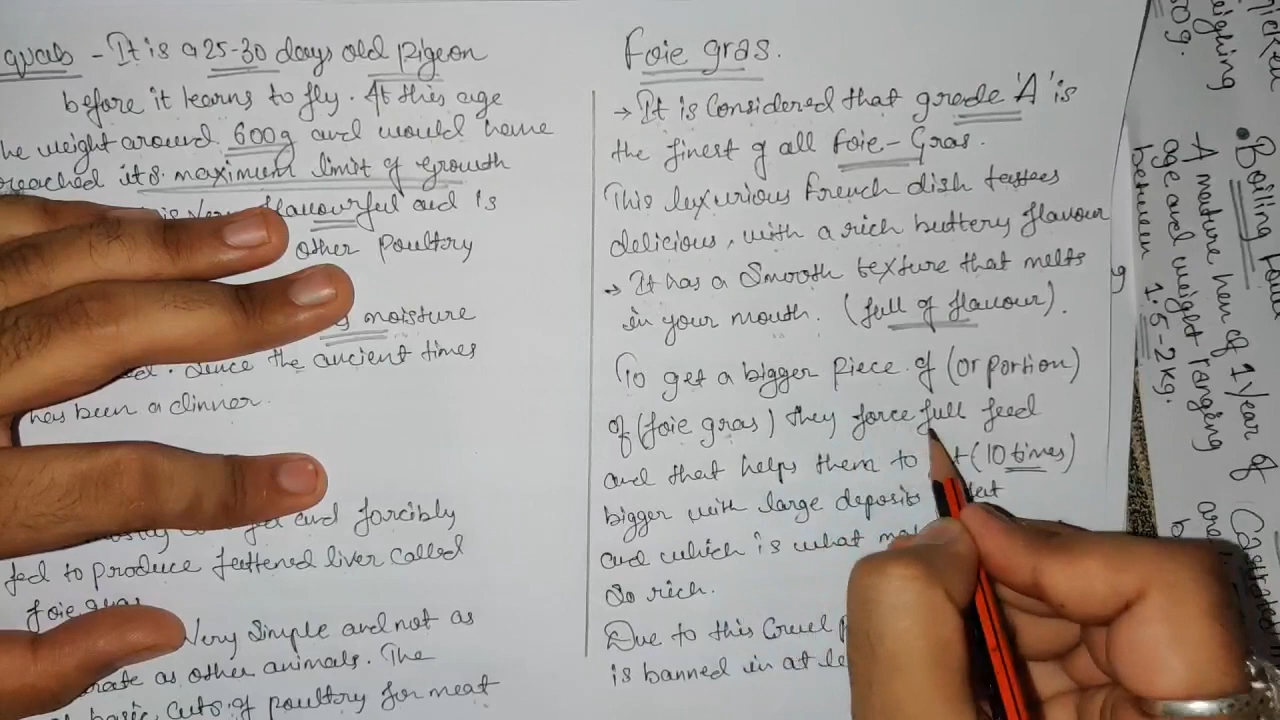 quabs - It is a 25-30 days old pigeon
before it learns to fly. At this age
he weight around 600g and would have
reached its maximum limit of growth
is very flavourful and is
other poultry
moisture
Since the ancient times
has been a dinner.
and forcibly
fed to produce fattened liver called
foie gras
Very Simple and not as
rate as other animals. The
basic cuts of poultry for meat
Foie gras.
→ It is Considered that grade 'A' is
the finest of all Foie-Gras.
This luxurious French dish tastes
delicious, with a rich buttery flavour
→ It has a Smooth texture that melts
in your mouth. (full of flavour).
To get a bigger piece of (or portion)
of (foie gras) they force full feed
and that helps them to (10 times)
bigger with large deposits
and which is what
So rich.
Due to this Cruel
is banned in at
eighing
50g.
• Boiling
A mature hen of 1 year of
age and weight ranging
between 1.5-2 kg.